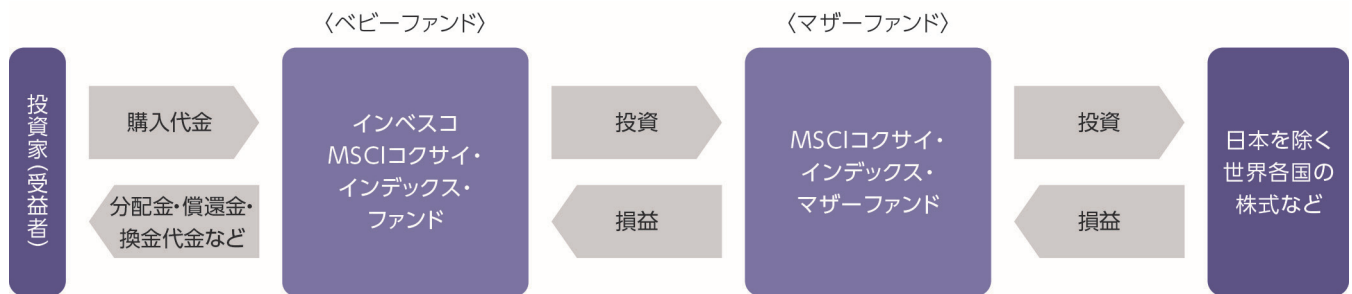 〈ベビーファンド〉
〈マザーファンド〉
投資家(受益者)
購入代金
分配金・償還金・
換金代金など
インベスコ
MSCIコクサイ・
インデックス・
ファンド
投資
損益
MSCIコクサイ・
インデックス・
マザーファンド
投資
損益
日本を除く
世界各国の
株式など